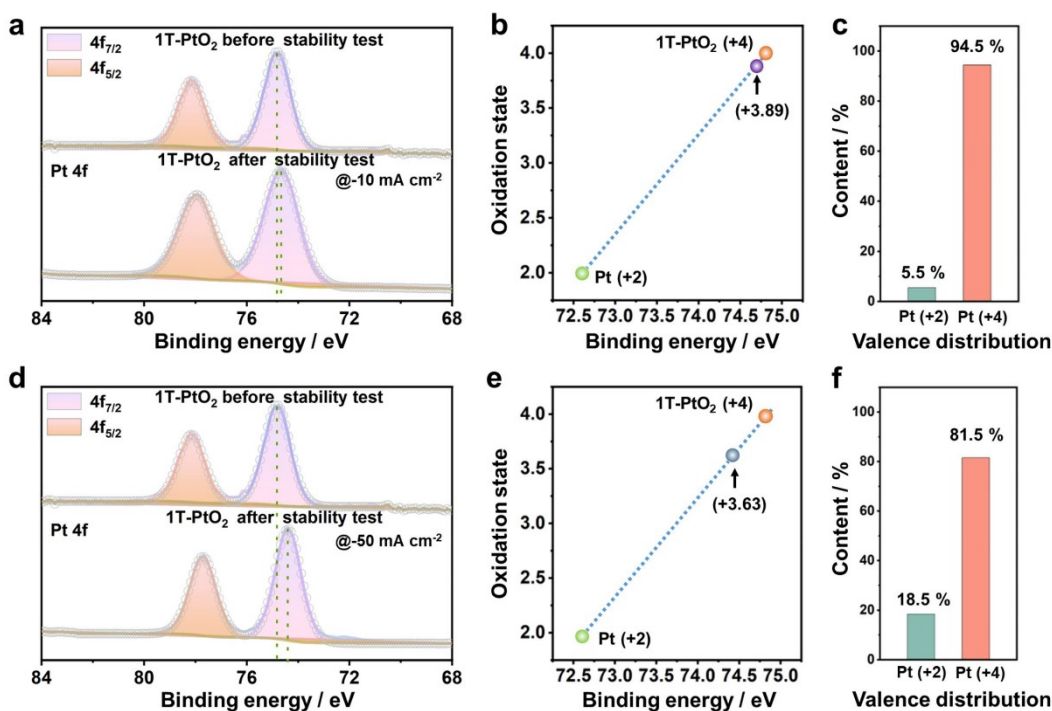 a
4f7/2
4f5/2
1T-PtO2 before stability test
1T-PtO2 after stability test
Pt 4f
@-10 mA cm-2
84 80 76 72 68
Binding energy / eV
b
Oxidation state
4.0
3.5
3.0
2.5
2.0
1T-PtO2 (+4)
(+3.89)
Pt (+2)
72.5 73.0 73.5 74.0 74.5 75.0
Binding energy / eV
c
Content / %
100
80
60
40
20
0
94.5 %
5.5 %
Pt (+2) Pt (+4)
Valence distribution
d
4f7/2
4f5/2
1T-PtO2 before stability test
1T-PtO2 after stability test
Pt 4f
@-50 mA cm-2
84 80 76 72 68
Binding energy / eV
e
Oxidation state
4.0
3.5
3.0
2.5
2.0
1T-PtO2 (+4)
(+3.63)
Pt (+2)
72.5 73.0 73.5 74.0 74.5 75.0
Binding energy / eV
f
Content / %
100
80
60
40
20
0
81.5 %
18.5 %
Pt (+2) Pt (+4)
Valence distribution